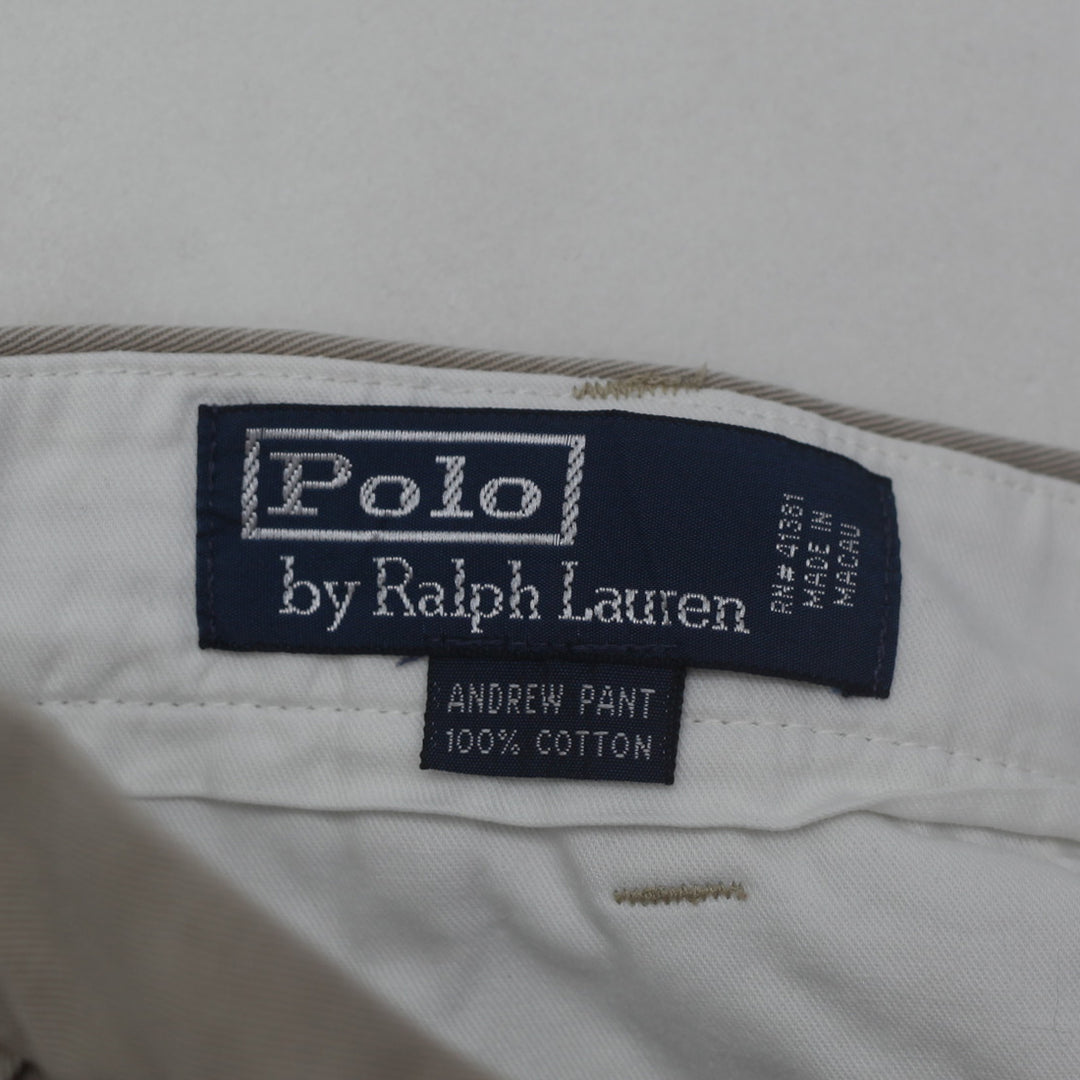 Polo
by Ralph Lauren
RN# 41381
MADE IN
MACAU
ANDREW PANT
100% COTTON